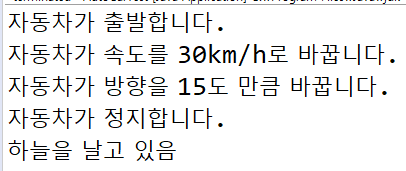 자동차가 출발합니다.
자동차가 속도를 30km/h로 바꿉니다.
자동차가 방향을 15도 만큼 바꿉니다.
자동차가 정지합니다.
하늘을 날고 있음